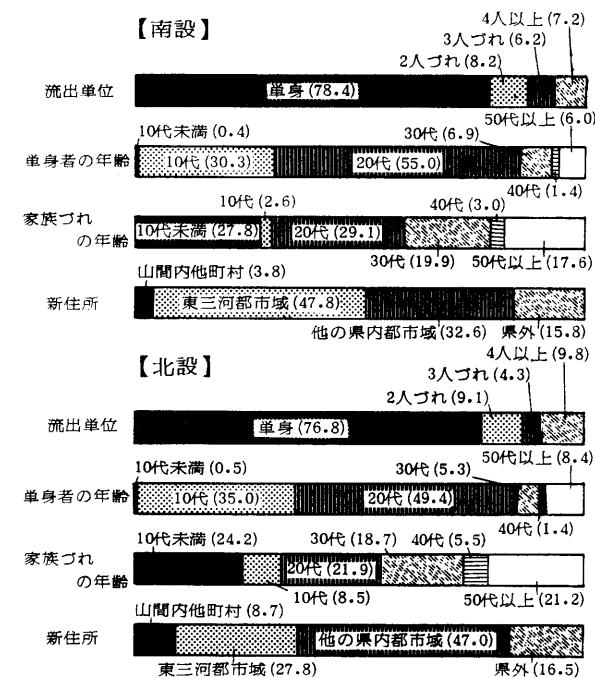 【南設】
4人以上(7.2)
3人づれ(6.2)
2人づれ(8.2)
流出単位
単身(78.4)
50代以上(6.0)
10代未満(0.4)
30代(6.9)
単身者の年齢
10代(30.3)
20代(55.0)
40代(1.4)
10代(2.6)
40代(3.0)
家族づれ
の年齢
10代未満(27.8)
20代(29.1)
30代(19.9)
50代以上(17.6)
山間内他町村(3.8)
新住所
東三河都市域(47.8)
他の県内都市域(32.6)
県外(15.8)
【北設】
4人以上(9.8)
3人づれ(4.3)
2人づれ(9.1)
流出単位
単身(76.8)
50代以上(8.4)
10代未満(0.5)
30代(5.3)
単身者の年齢
10代(35.0)
20代(49.4)
40代(1.4)
10代未満(24.2)
30代(18.7)
40代(5.5)
家族づれ
の年齢
20代(21.9)
10代(8.5)
50代以上(21.2)
山間内他町村(8.7)
新住所
他の県内都市域(47.0)
東三河都市域(27.8)
県外(16.5)